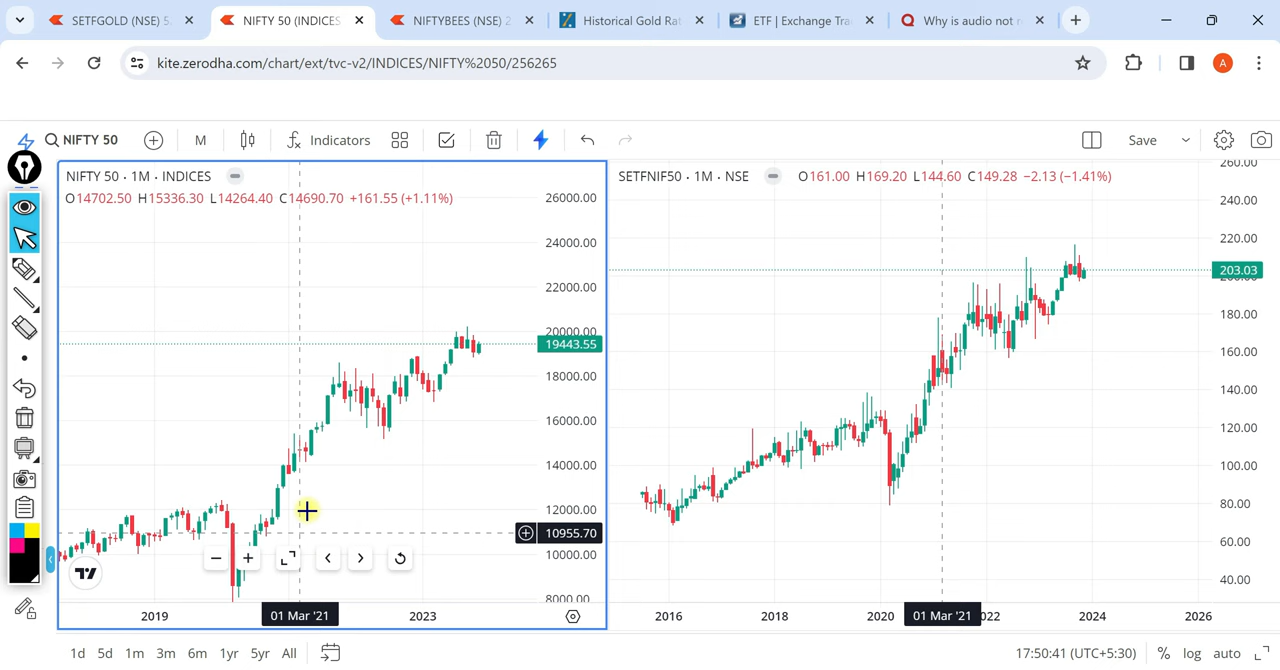 SETFGOLD (NSE) 5
NIFTY 50 (INDICES
NIFTYBEES (NSE) 2
Historical Gold Rat
ETF | Exchange Tra
Why is audio not r
kite.zerodha.com/chart/ext/tvc-v2/INDICES/NIFTY%2050/256265
A
NIFTY 50
M
Indicators
Save
NIFTY 50 · 1M · INDICES
O14702.50 H15336.30 L14264.40 C14690.70 +161.55 (+1.11%)
26000.00
24000.00
22000.00
20000.00
19443.55
18000.00
16000.00
14000.00
12000.00
10955.70
10000.00
8000.00
2019
01 Mar '21
2023
SETFNIF50 · 1M · NSE
O161.00 H169.20 L144.60 C149.28 −2.13 (−1.41%)
260.00
240.00
220.00
203.03
200.00
180.00
160.00
140.00
120.00
100.00
80.00
60.00
40.00
2016
2018
2020
01 Mar '21
2022
2024
2026
1d 5d 1m 3m 6m 1yr 5yr All
17:50:41 (UTC+5:30) % log auto